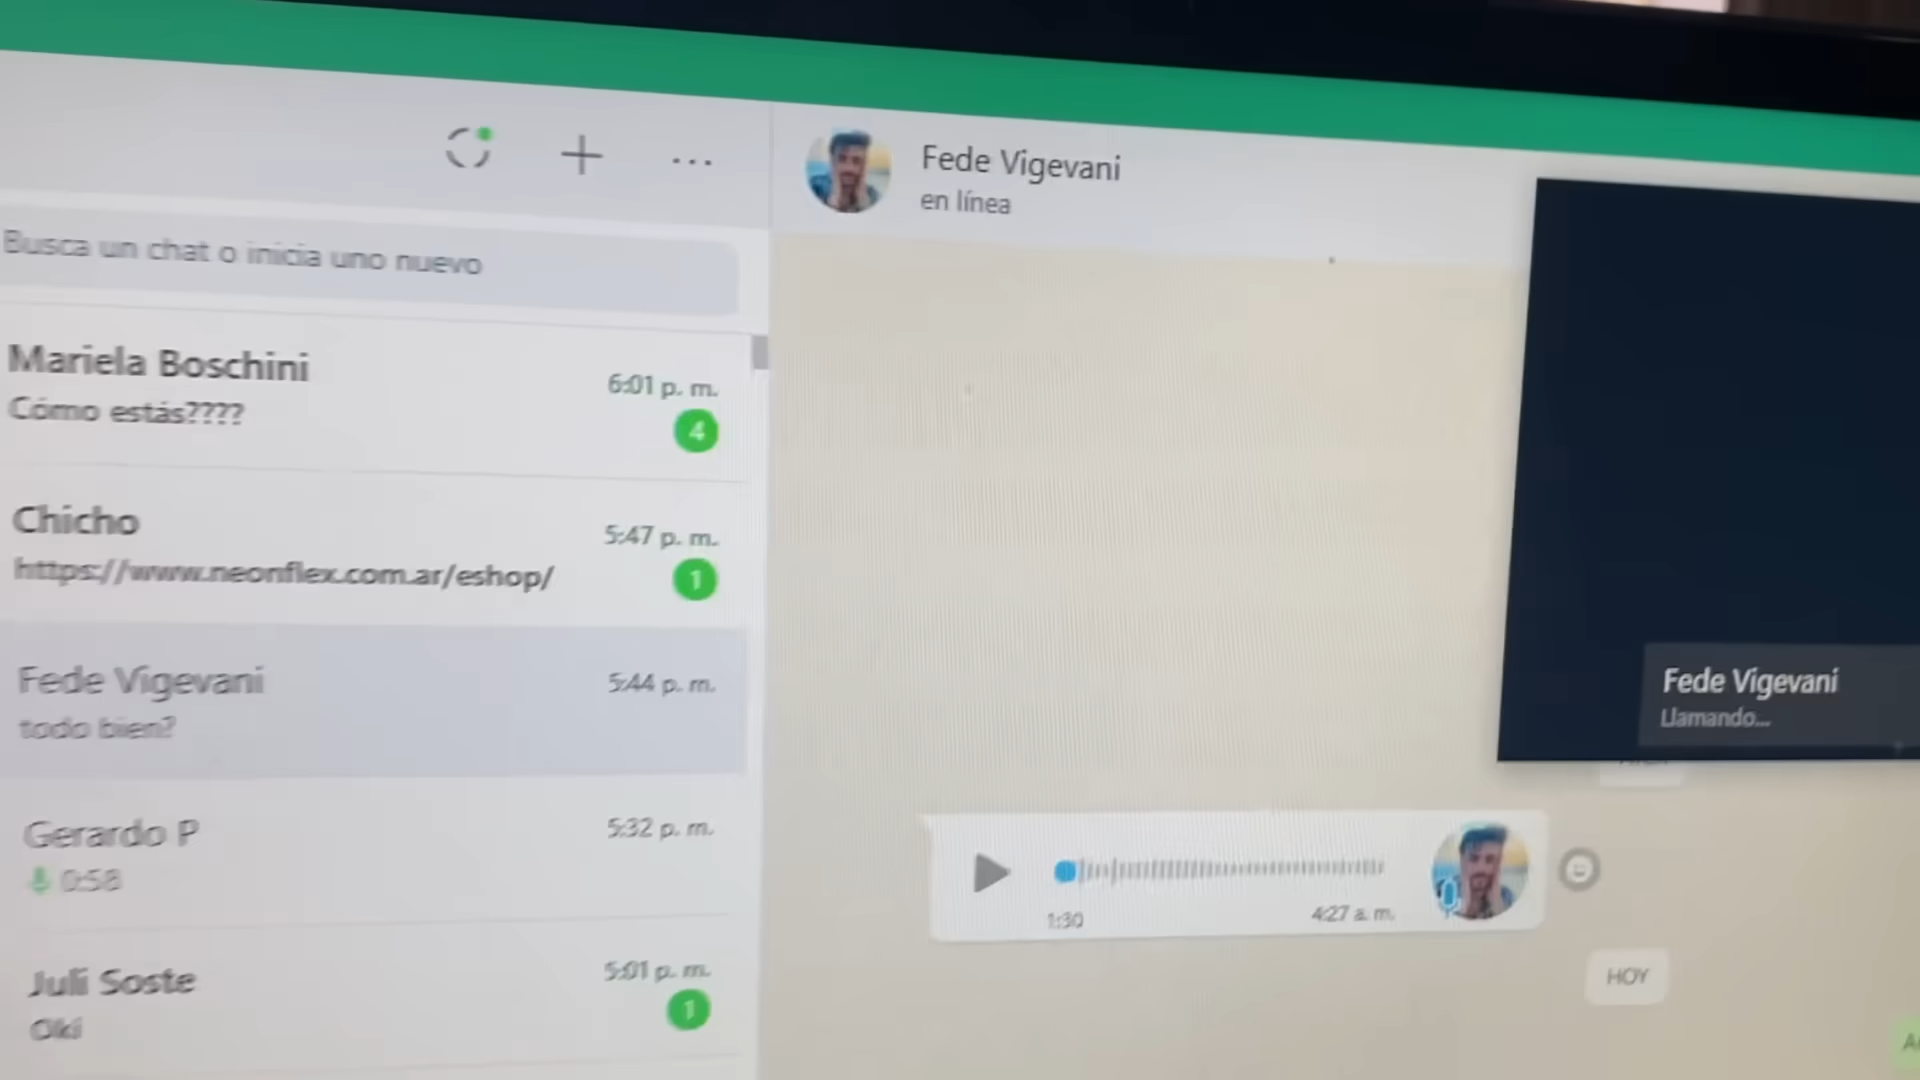 Busca un chat o inicia uno nuevo
Mariela Boschini
6:01 p. m.
Cómo estás????
4
Chicho
5:47 p. m.
https://www.neonflex.com.ar/eshop/
1
Fede Vigevani
5:44 p. m.
todo bien?
Gerardo P
5:32 p. m.
0:58
Juli Soste
5:01 p. m.
Oki
1
Fede Vigevani
en línea
Fede Vigevani
Llamando...
1:30
4:27 a. m.
HOY